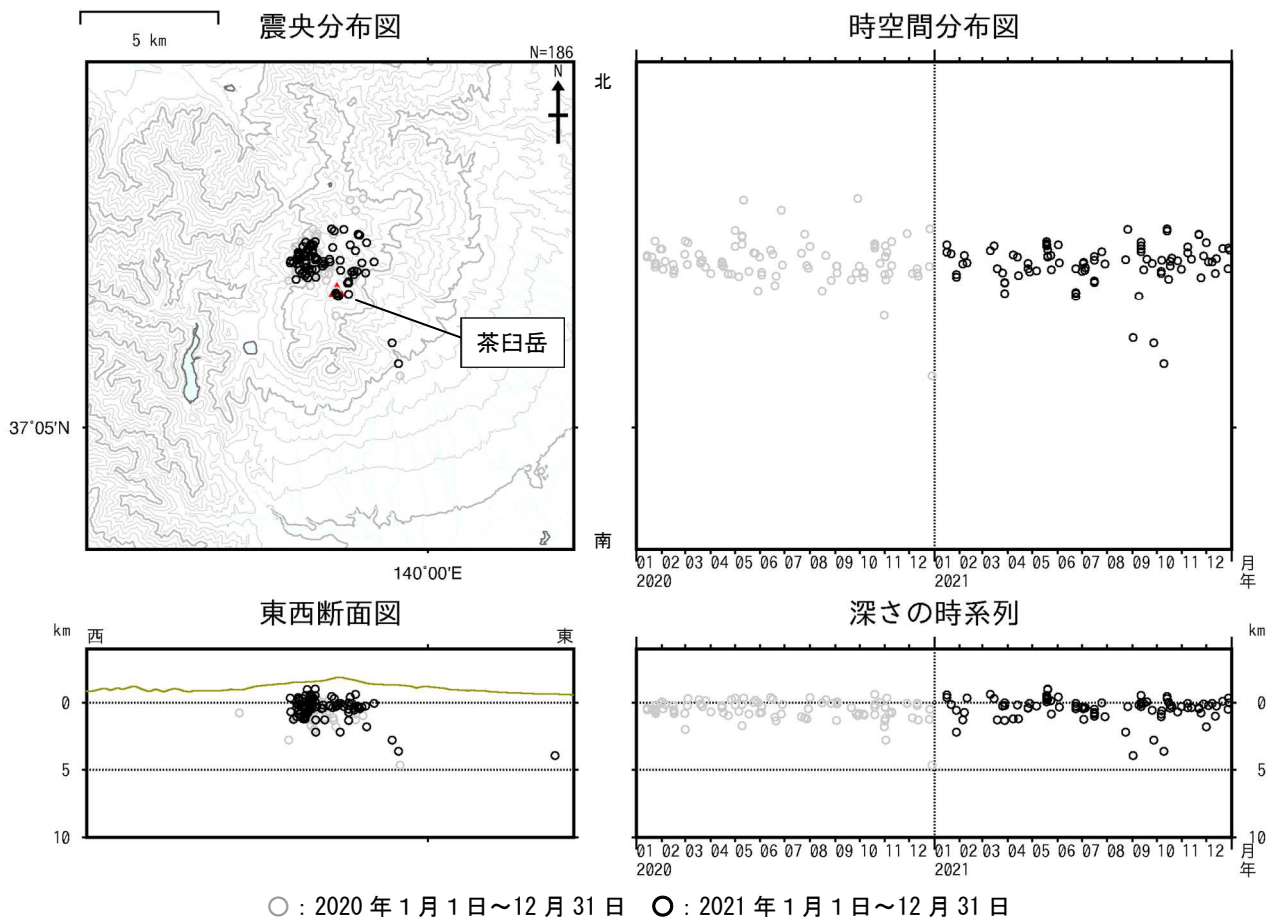 震央分布図
5 km
N=186
N
北
茶臼岳
37°05′N
南
140°00′E
時空間分布図
01 02 03 04 05 06 07 08 09 10 11 12 01 02 03 04 05 06 07 08 09 10 11 12 月
2020 2021 年
東西断面図
km 西 東
0
5
10
深さの時系列
km
0
5
10
01 02 03 04 05 06 07 08 09 10 11 12 01 02 03 04 05 06 07 08 09 10 11 12 月
2020 2021 年
○ : 2020 年 1 月 1 日～12 月 31 日 ○ : 2021 年 1 月 1 日～12 月 31 日